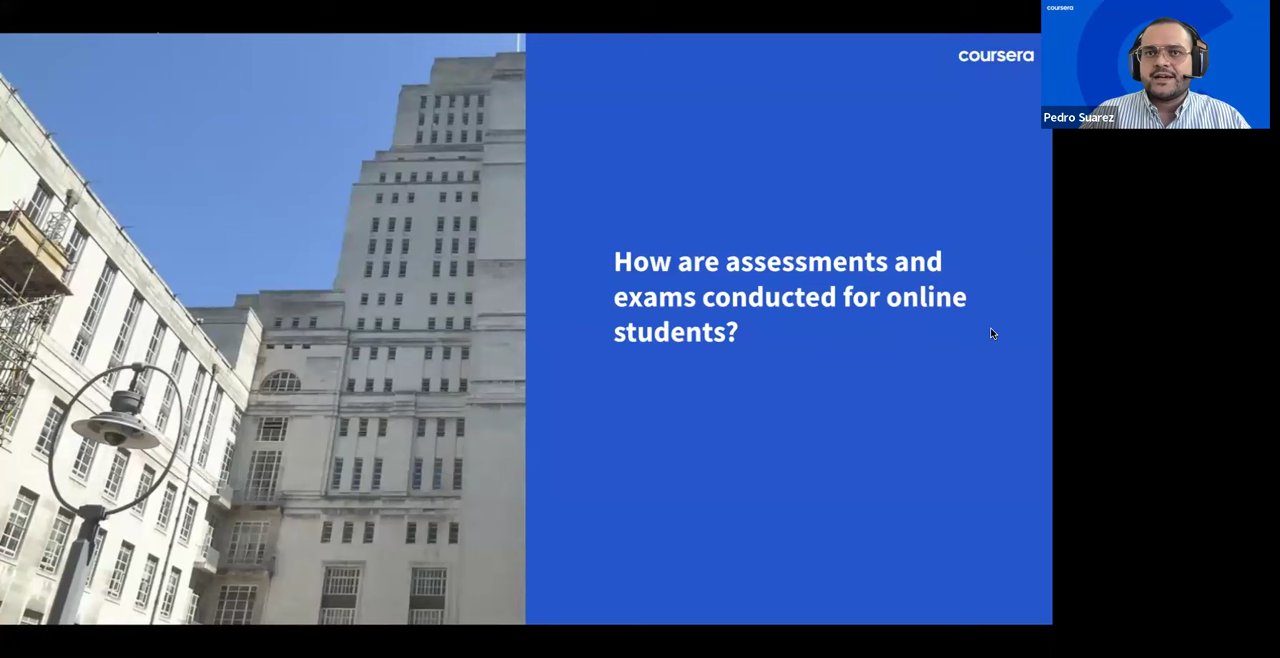 coursera
How are assessments and
exams conducted for online
students?
coursera
Pedro Suarez